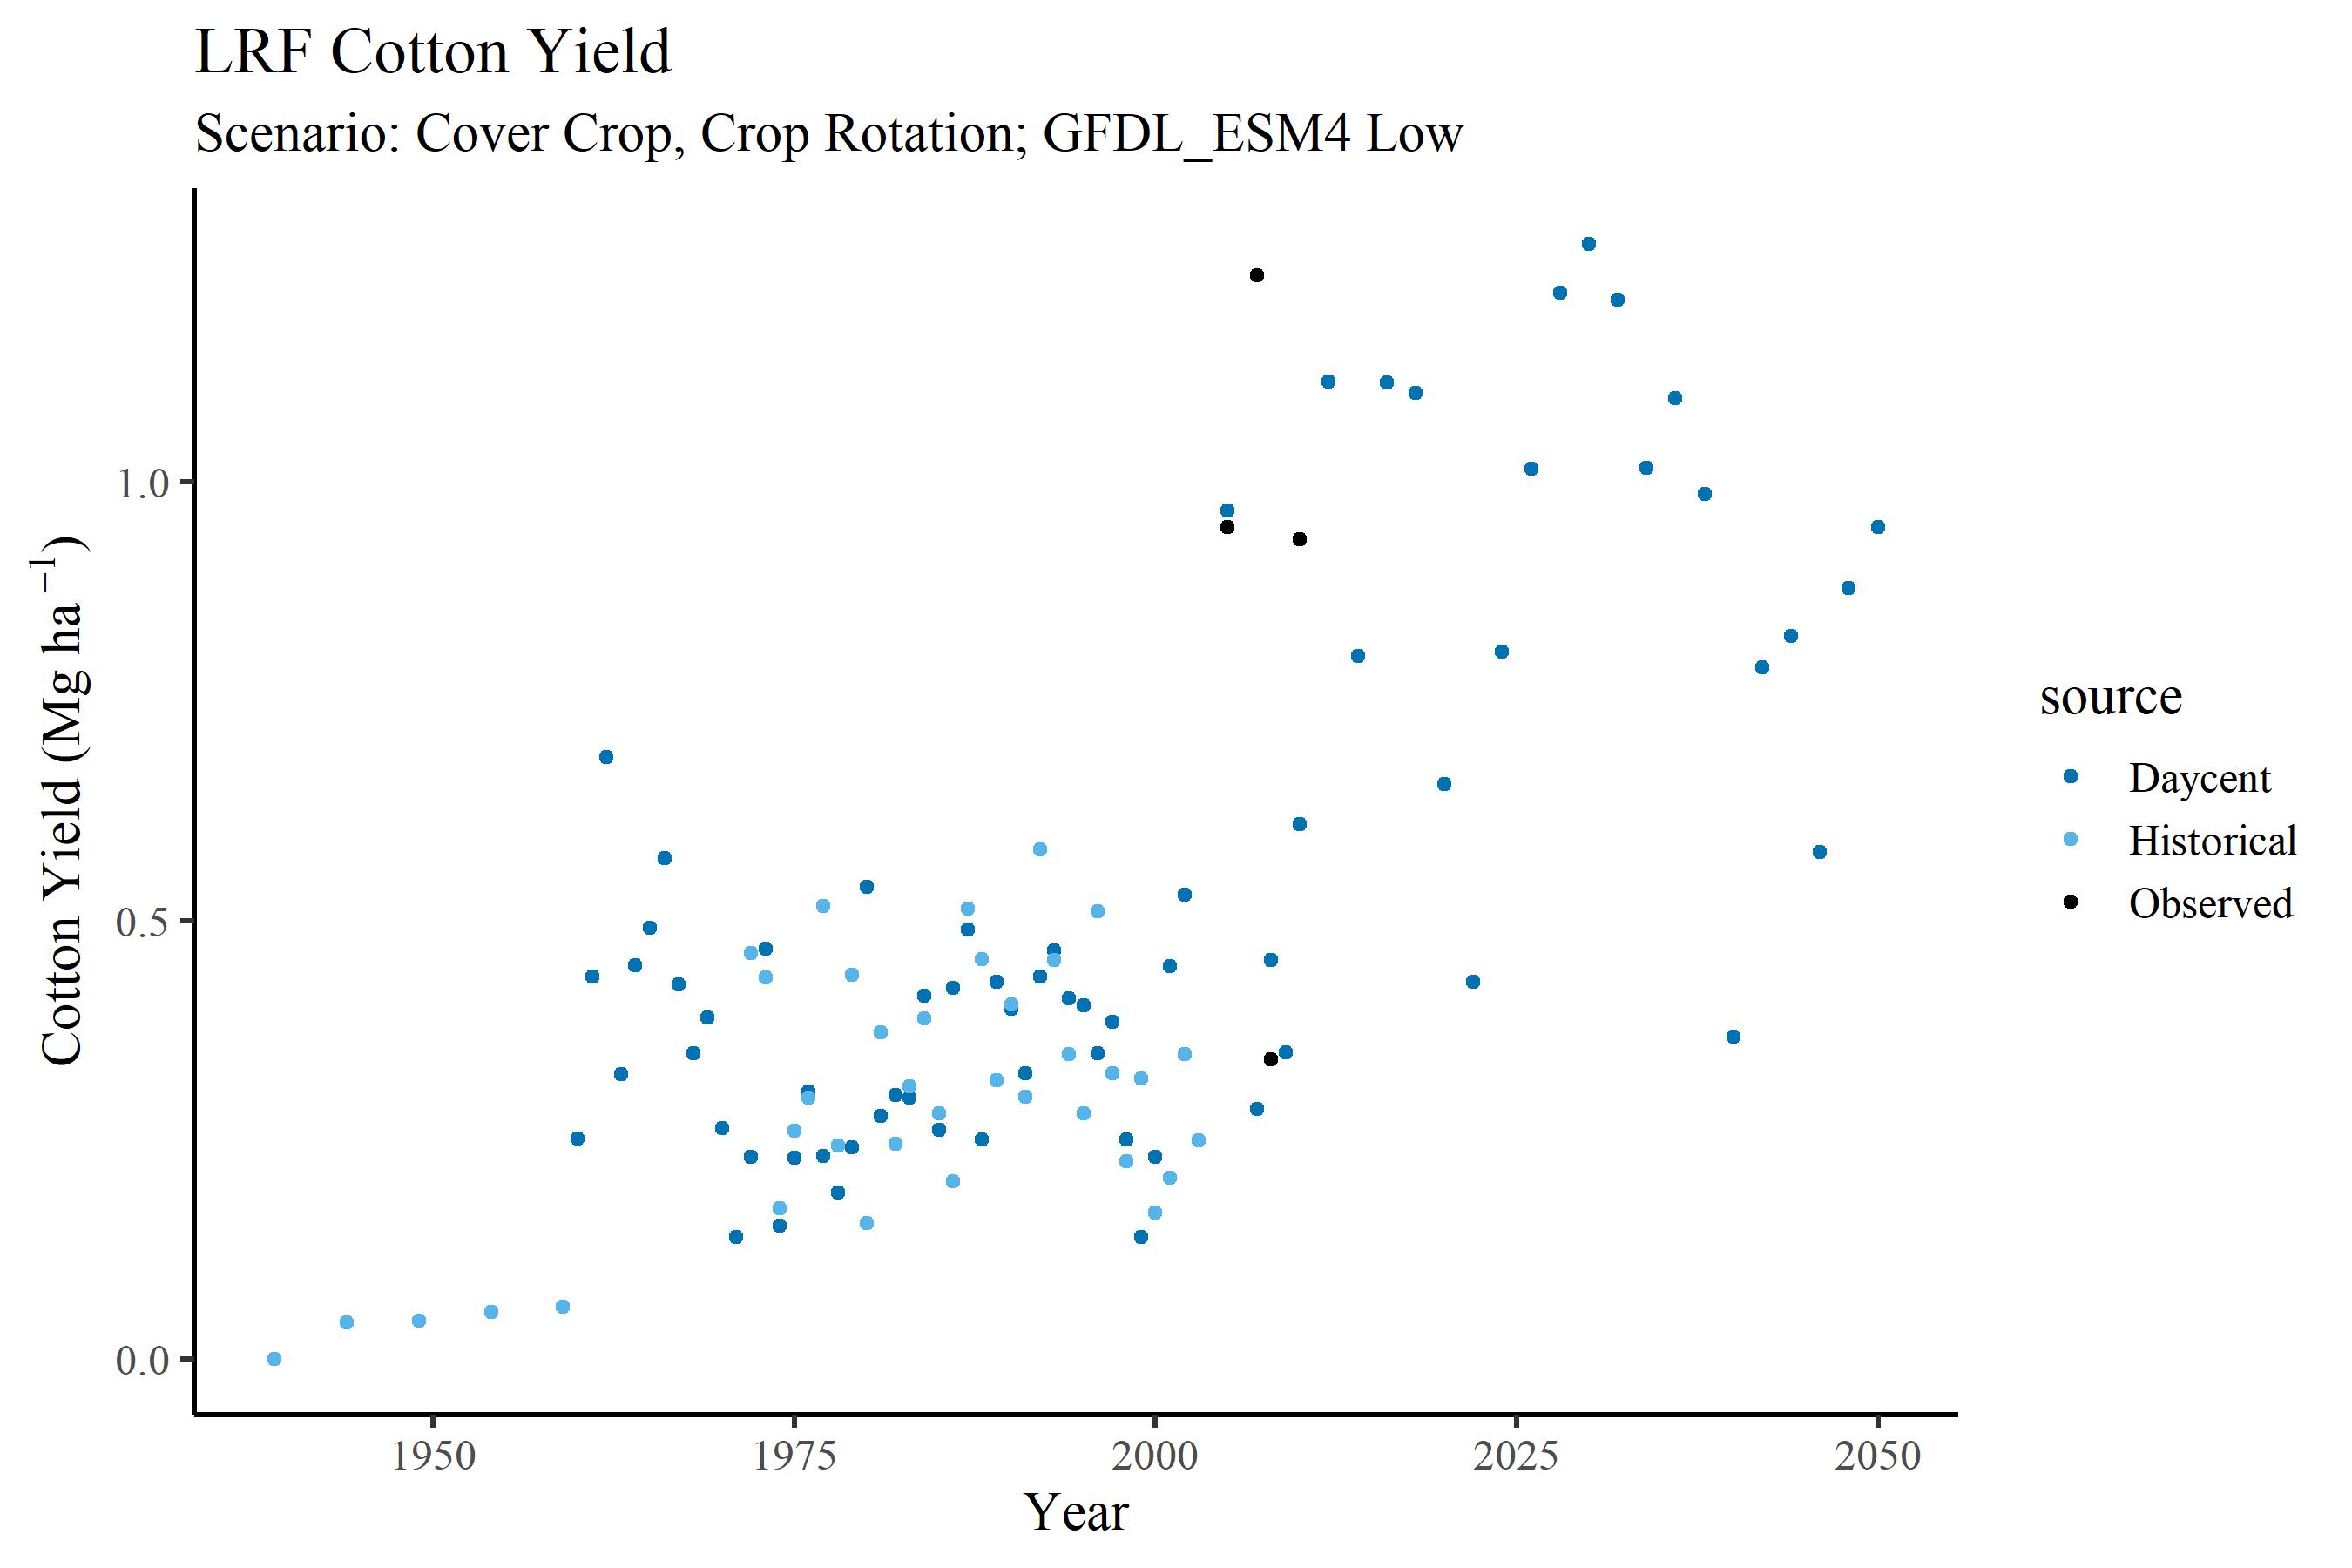 LRF Cotton Yield
Scenario: Cover Crop, Crop Rotation; GFDL_ESM4 Low
Cotton Yield (Mg ha⁻¹)
1.0
0.5
0.0
1950 1975 2000 2025 2050
Year
source
Daycent
Historical
Observed